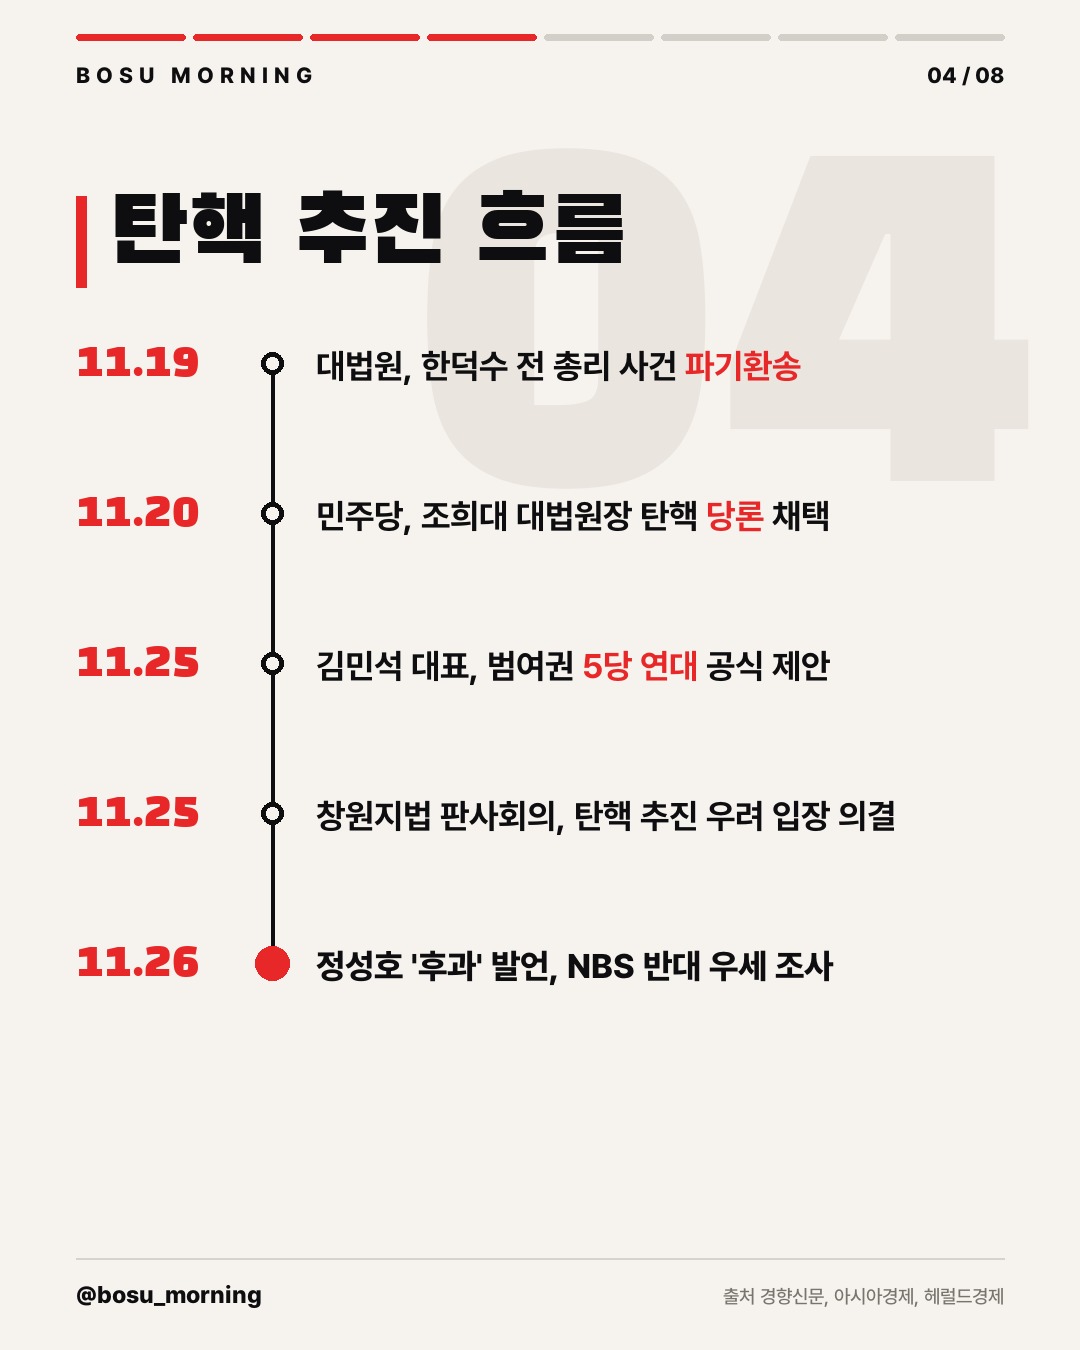 BOSU MORNING
04 / 08
04
탄핵 추진 흐름
11.19 대법원, 한덕수 전 총리 사건 파기환송
11.20 민주당, 조희대 대법원장 탄핵 당론 채택
11.25 김민석 대표, 범여권 5당 연대 공식 제안
11.25 창원지법 판사회의, 탄핵 추진 우려 입장 의결
11.26 정성호 '후과' 발언, NBS 반대 우세 조사
@bosu_morning
출처 경향신문, 아시아경제, 헤럴드경제